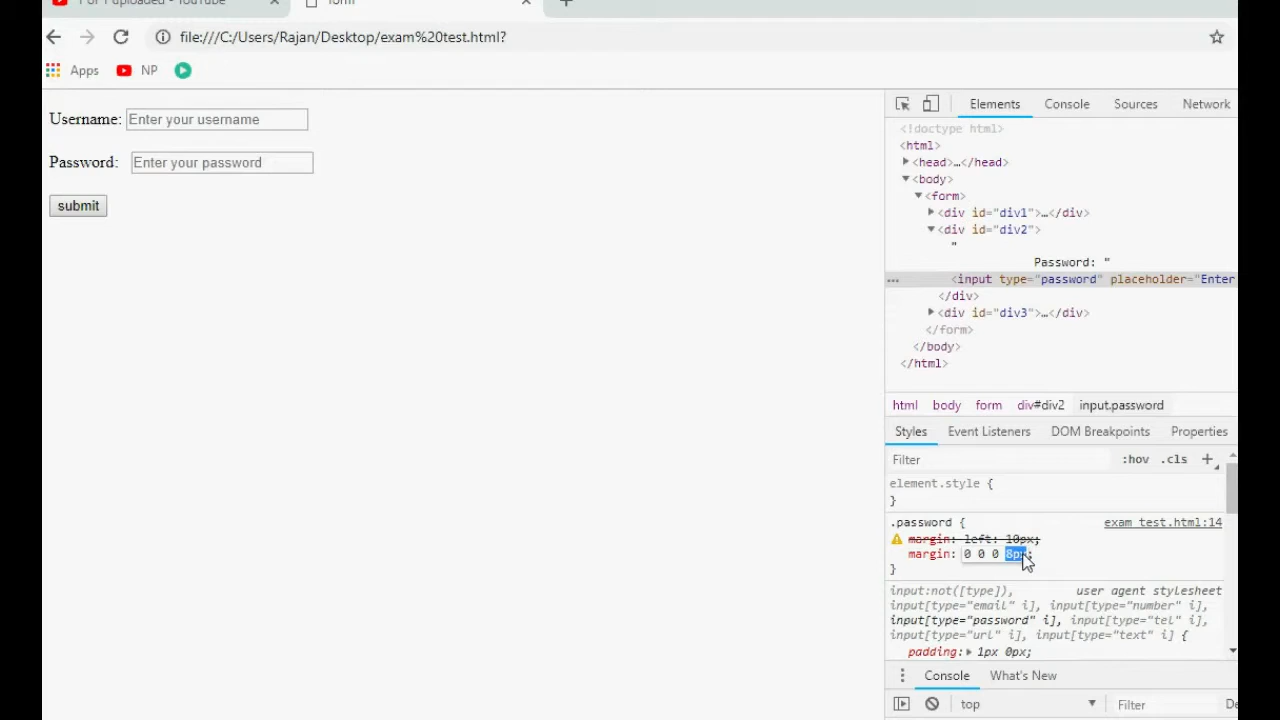 uploaded - YouTube
form
file:///C:/Users/Rajan/Desktop/exam%20test.html?
Apps
NP
Username: Enter your username
Password: Enter your password
submit
Elements
Console
Sources
Network
<!doctype html>
<html>
<head>…</head>
<body>
<form>
<div id="div1">…</div>
<div id="div2">
"
Password: "
... <input type="password" placeholder="Enter
</div>
<div id="div3">…</div>
</form>
</body>
</html>
html body form div#div2 input.password
Styles Event Listeners DOM Breakpoints Properties
Filter :hov .cls +
element.style {
}
.password { exam test.html:14
margin: left: 10px;
margin: 0 0 0 8px;
}
input:not([type]), user agent stylesheet
input[type="email" i], input[type="number" i],
input[type="password" i], input[type="tel" i],
input[type="url" i], input[type="text" i] {
padding: 1px 0px;
Console What's New
top Filter De